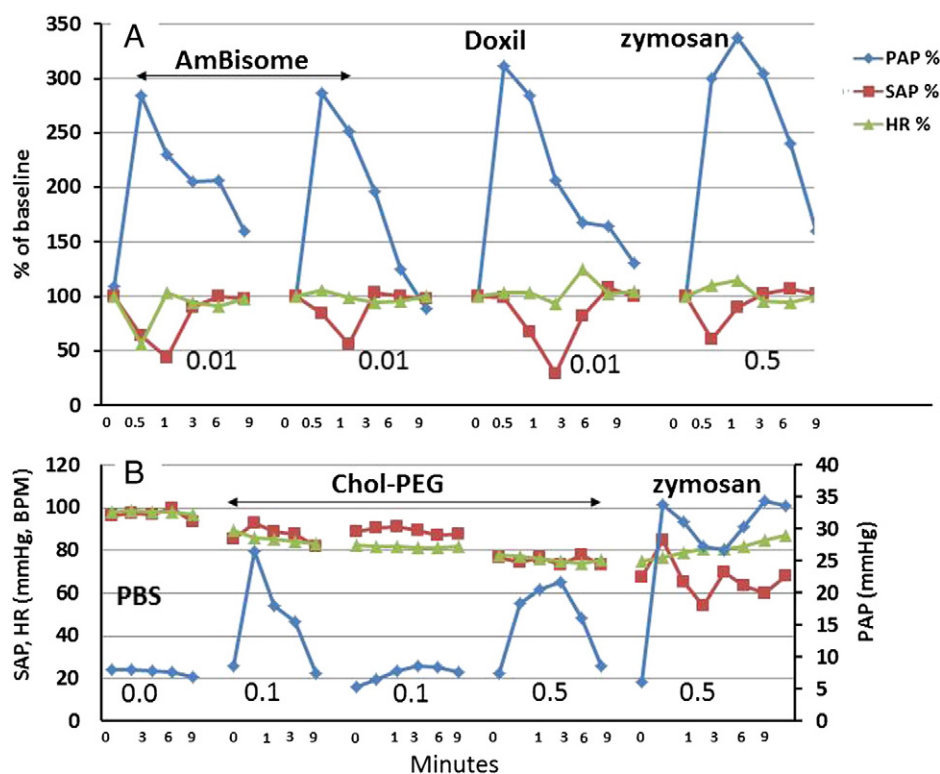 350
A
Doxil
zymosan
AmBisome
PAP %
SAP %
HR %
300
250
200
150
100
50
0
% of baseline
0.01
0.01
0.01
0.5
0 0.5 1 3 6 9
0 0.5 1 3 6 9
0 0.5 1 3 6 9
0 0.5 1 3 6 9
B
120
100
80
60
40
20
0
SAP, HR (mmHg, BPM)
Chol-PEG
zymosan
PBS
0.0
0.1
0.1
0.5
0.5
40
35
30
25
20
15
10
5
0
PAP (mmHg)
0 3 6 9
0 1 3 9
0 3 6 9
0 1 6 9
0 1 3 6 9
Minutes